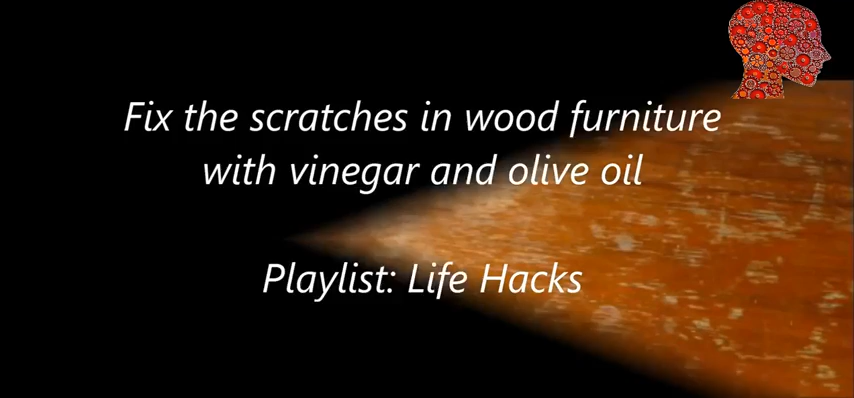 Fix the scratches in wood furniture
with vinegar and olive oil
Playlist: Life Hacks